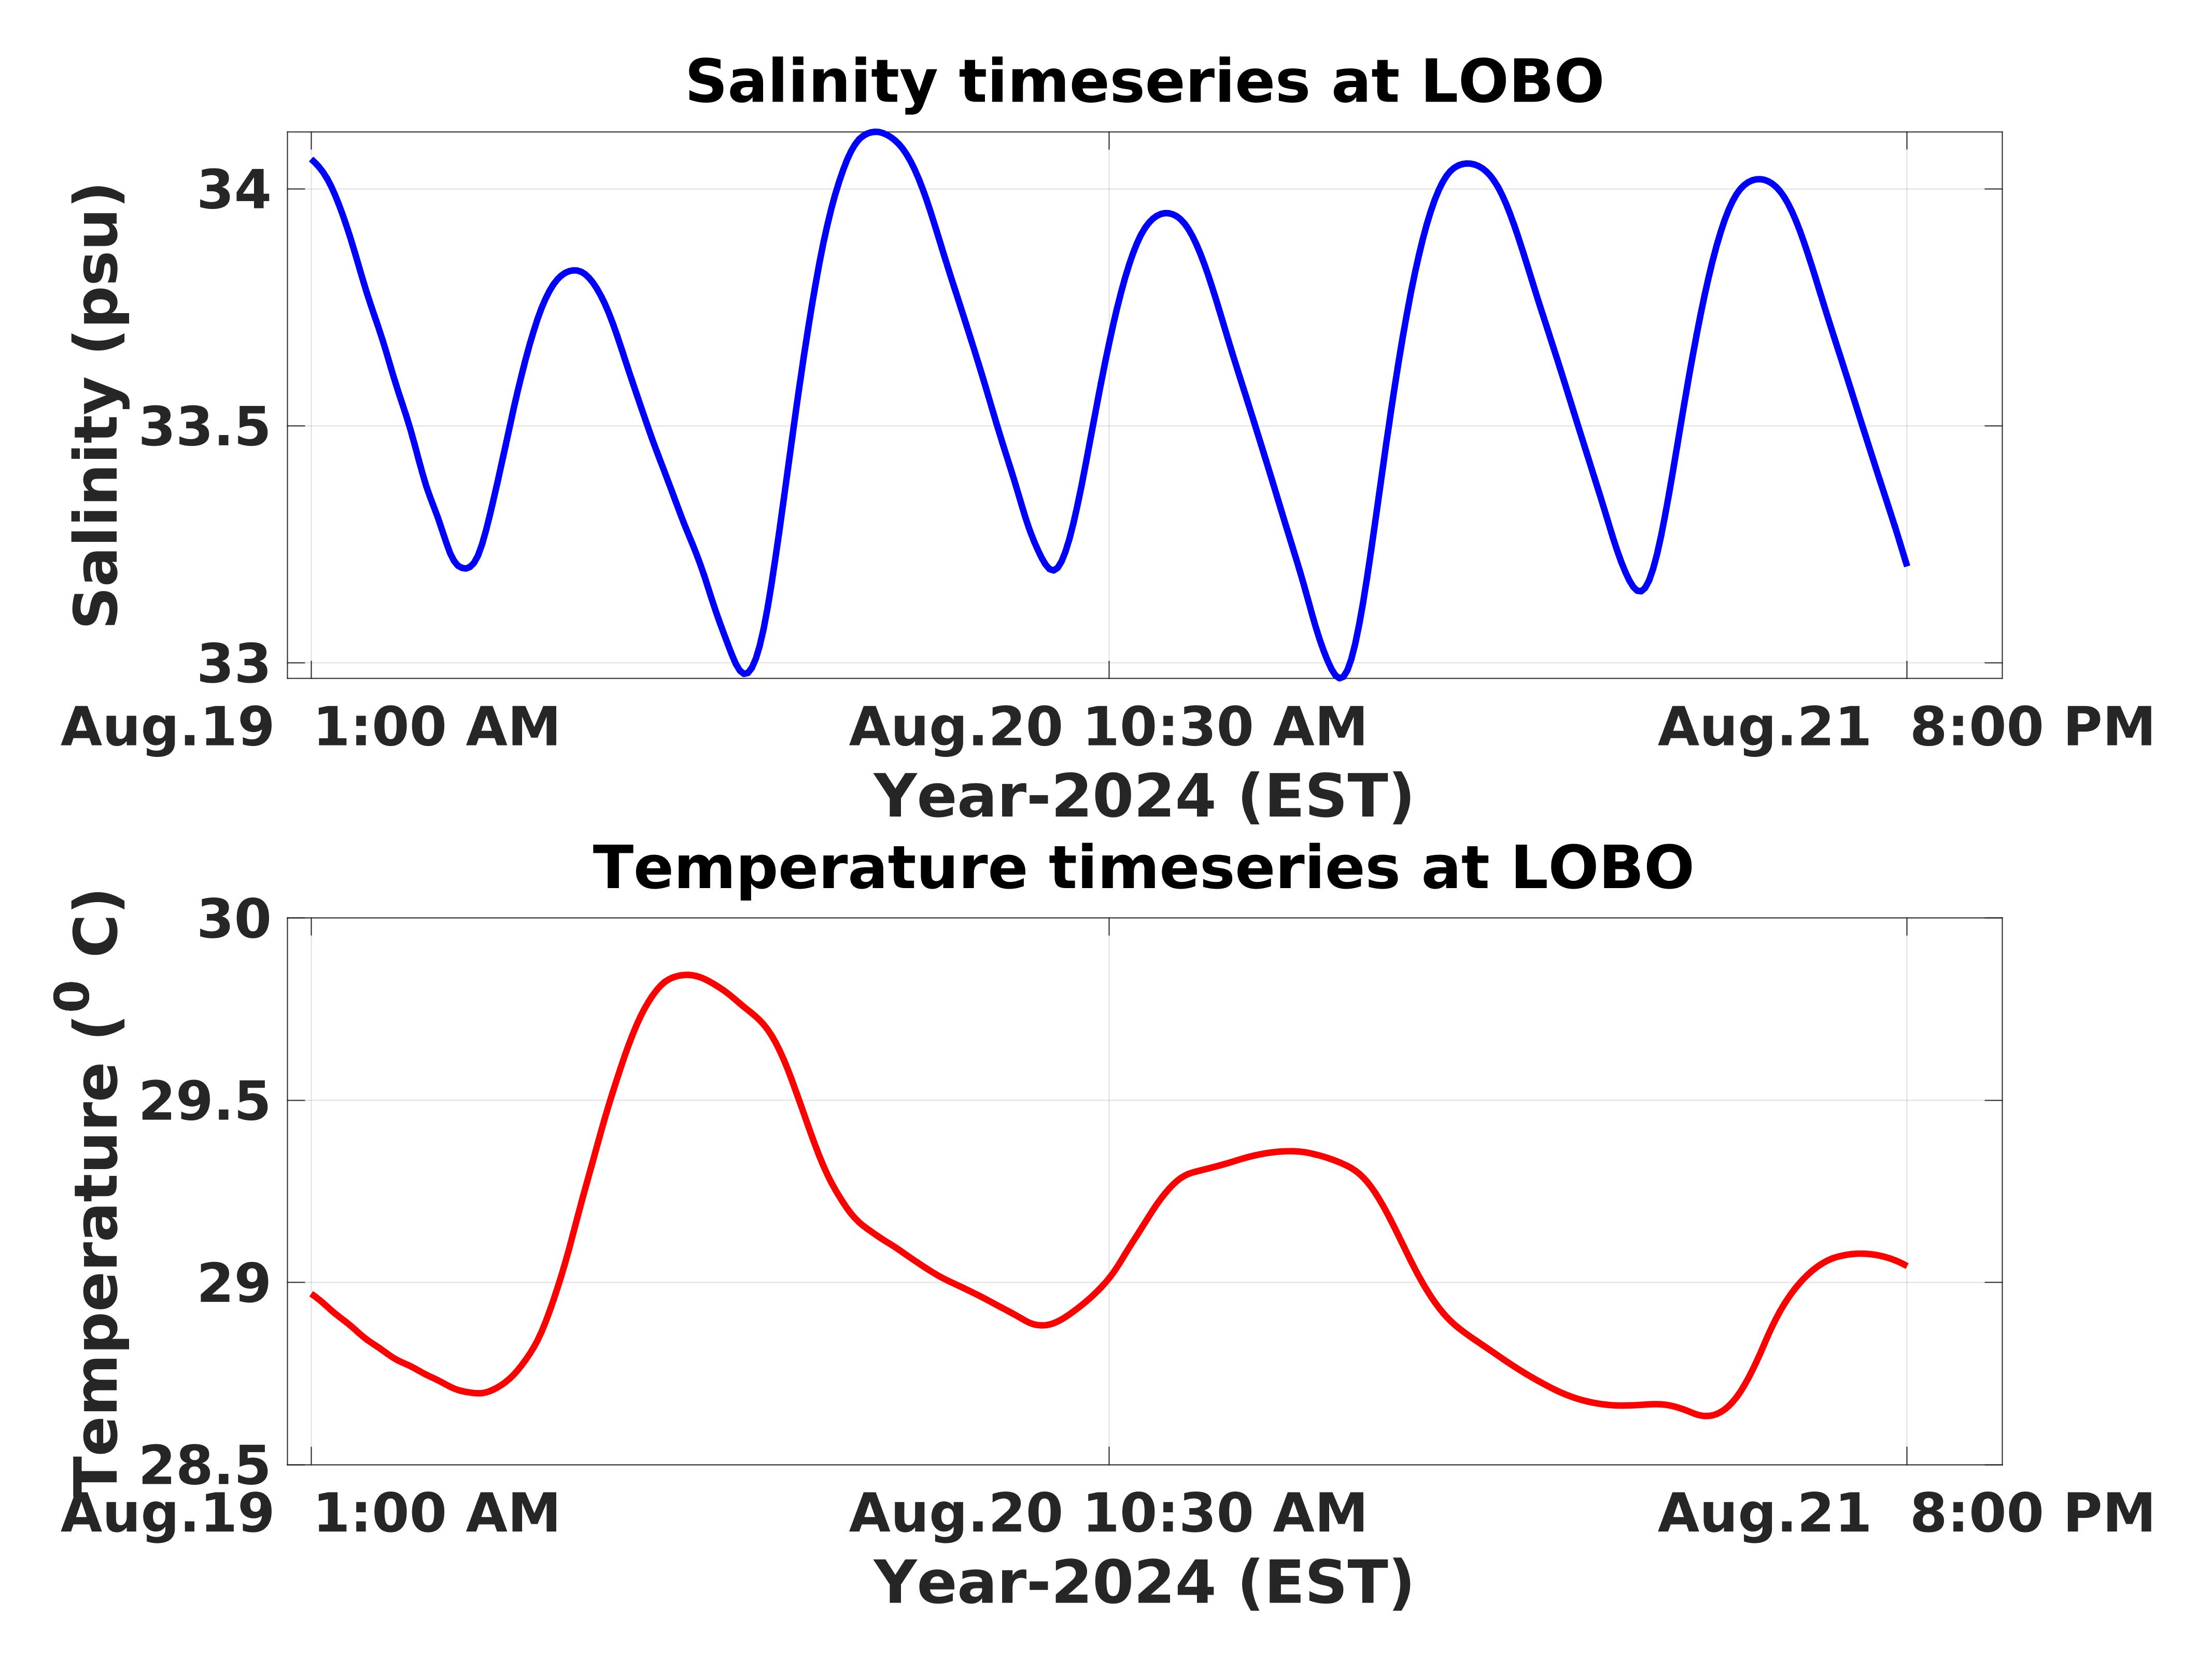 Salinity timeseries at LOBO
Salinity (psu)
34
33.5
33
Aug.19  1:00 AM
Aug.20 10:30 AM
Aug.21  8:00 PM
Year-2024 (EST)
Temperature timeseries at LOBO
Temperature (⁰ C)
30
29.5
29
28.5
Aug.19  1:00 AM
Aug.20 10:30 AM
Aug.21  8:00 PM
Year-2024 (EST)